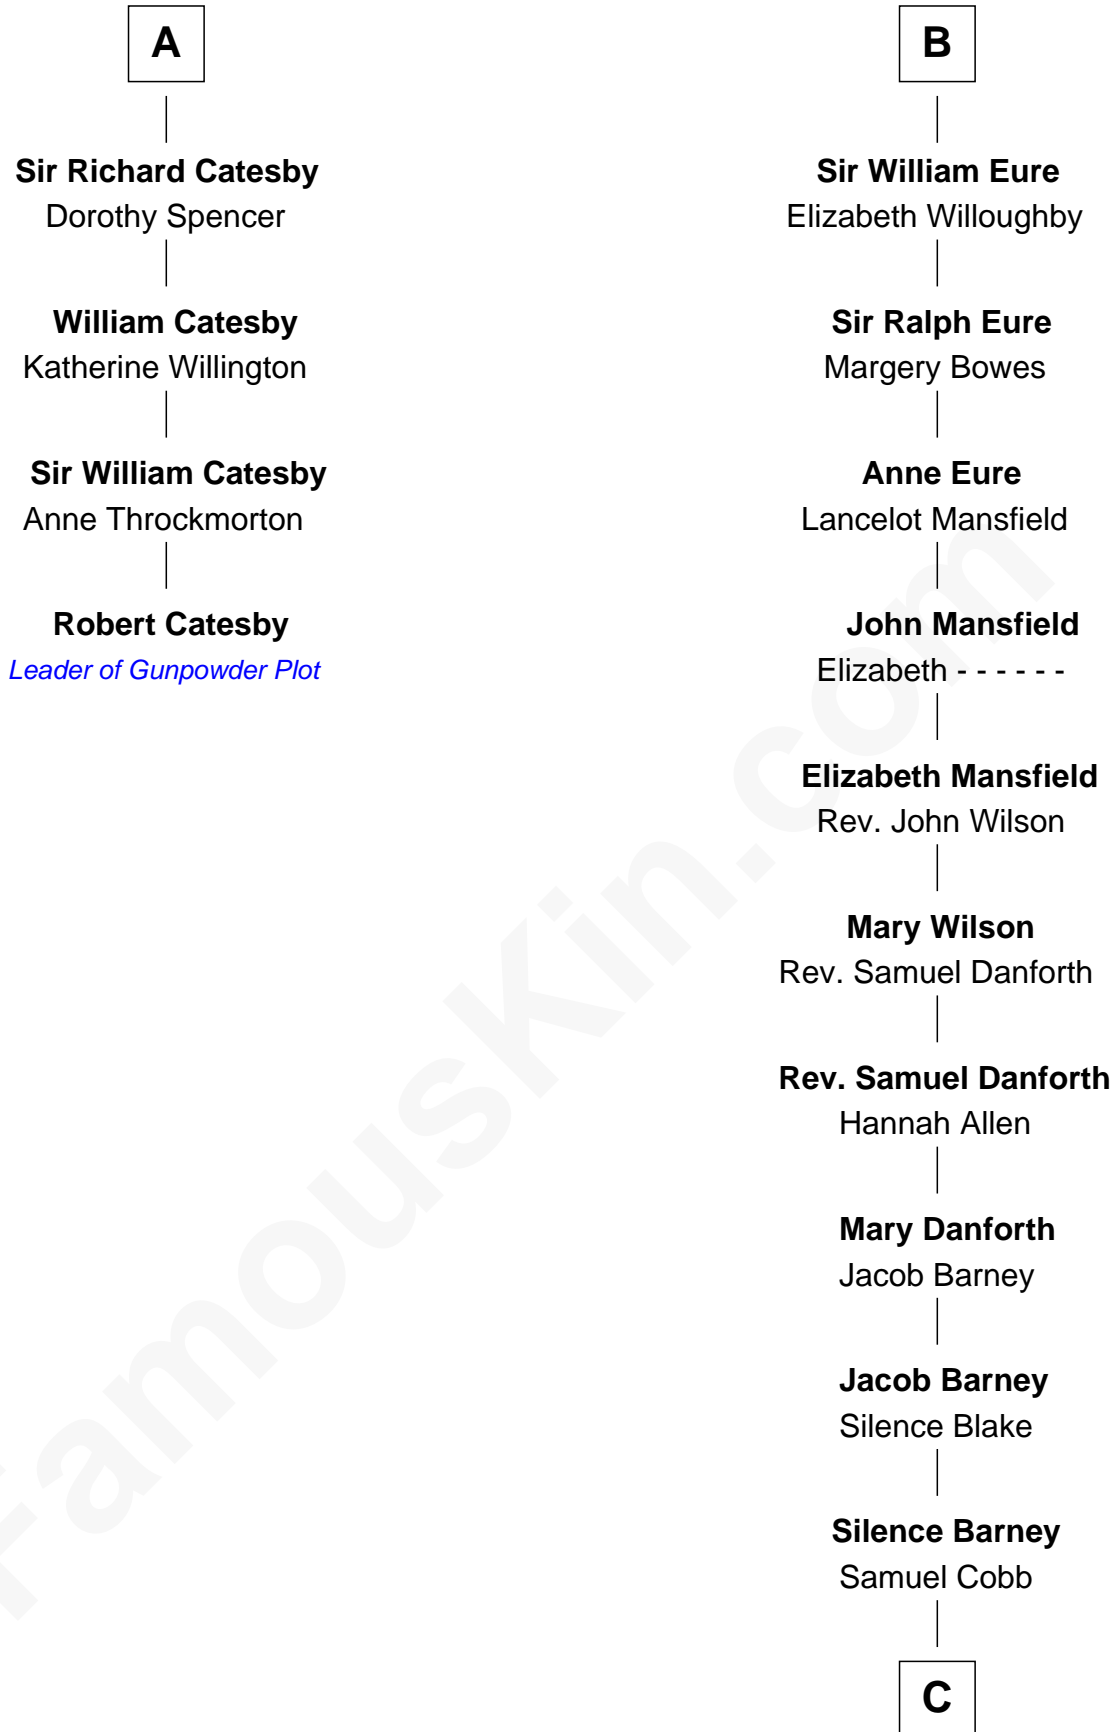 A
Sir Richard Catesby
Dorothy Spencer
William Catesby
Katherine Willington
Sir William Catesby
Anne Throckmorton
Robert Catesby
Leader of Gunpowder Plot
B
Sir William Eure
Elizabeth Willoughby
Sir Ralph Eure
Margery Bowes
Anne Eure
Lancelot Mansfield
John Mansfield
Elizabeth - - - - - -
Elizabeth Mansfield
Rev. John Wilson
Mary Wilson
Rev. Samuel Danforth
Rev. Samuel Danforth
Hannah Allen
Mary Danforth
Jacob Barney
Jacob Barney
Silence Blake
Silence Barney
Samuel Cobb
C
FamousKin.com